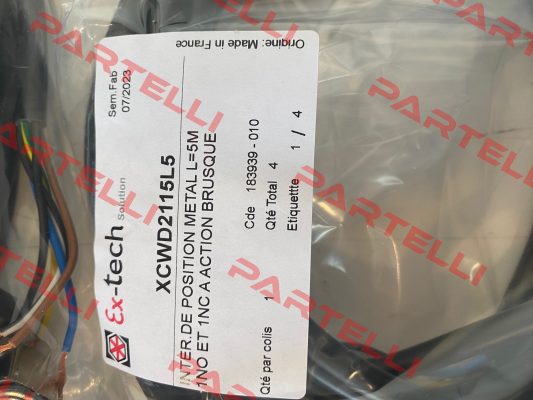 Ex-tech
Solution
Sem.Fab
07/2023
XCWD2115L5
INTER.DE POSITION METAL L=5M
1NO ET 1NC A ACTION BRUSQUE
Cde 183939 - 010
Qté par colis 1
Qté Total 4
Etiquettte 1 / 4
Origine: Made in France
PARTELLI
PARTELLI
PARTELLI
PARTELLI
PARTELLI
PARTELLI